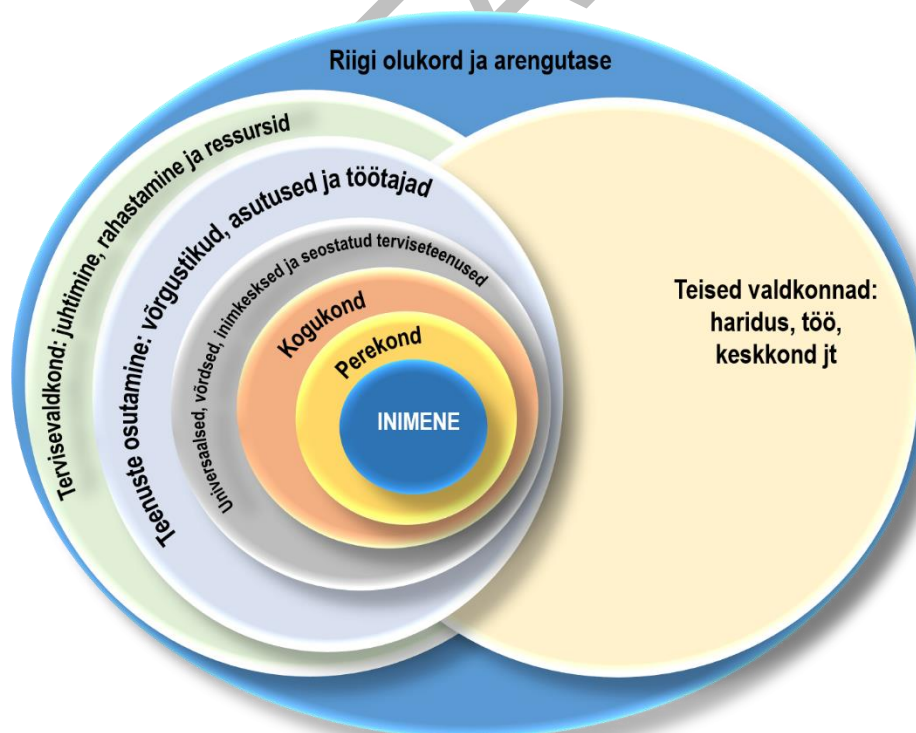 Riigi olukord ja arengutase
Tervisevaldkond: juhtimine, rahastamine ja ressursid
Teenuste osutamine: võrgustikud, asutused ja töötajad
Universaalsed, võrdsed, inimkesksed ja seostatud terviseteenused
Kogukond
Perekond
INIMENE
Teised valdkonnad:
haridus, töö,
keskkond jt